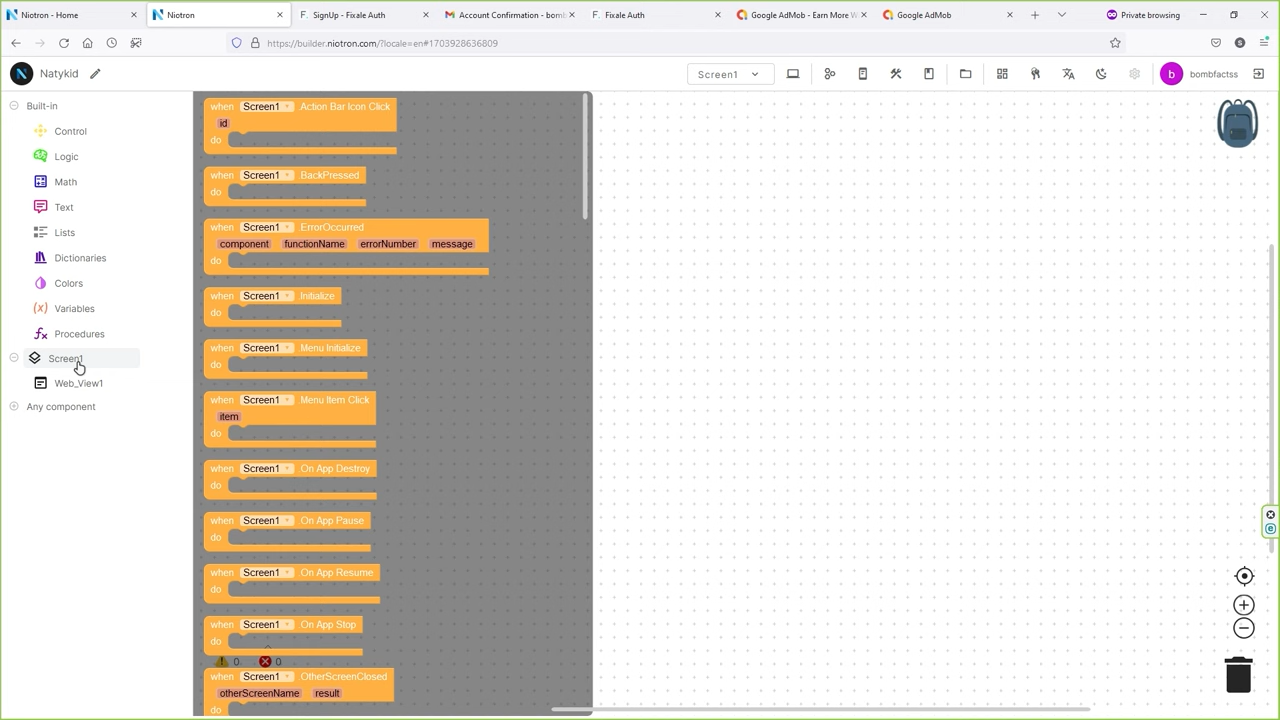 Niotron - Home
Niotron
SignUp - Fixale Auth
Account Confirmation - bomb
Fixale Auth
Google AdMob - Earn More W
Google AdMob
Private browsing
https://builder.niotron.com/?locale=en#1703928636809
Natykid
Screen1
b
bombfactss
Built-in
Control
Logic
Math
Text
Lists
Dictionaries
Colors
Variables
Procedures
Screen1
Web_View1
Any component
when Screen1 .Action Bar Icon Click
id
do
when Screen1 .BackPressed
do
when Screen1 .ErrorOccurred
component functionName errorNumber message
do
when Screen1 .Initialize
do
when Screen1 .Menu Initialize
do
when Screen1 .Menu Item Click
item
do
when Screen1 .On App Destroy
do
when Screen1 .On App Pause
do
when Screen1 .On App Resume
do
when Screen1 .On App Stop
do
0 0
when Screen1 .OtherScreenClosed
otherScreenName result
do